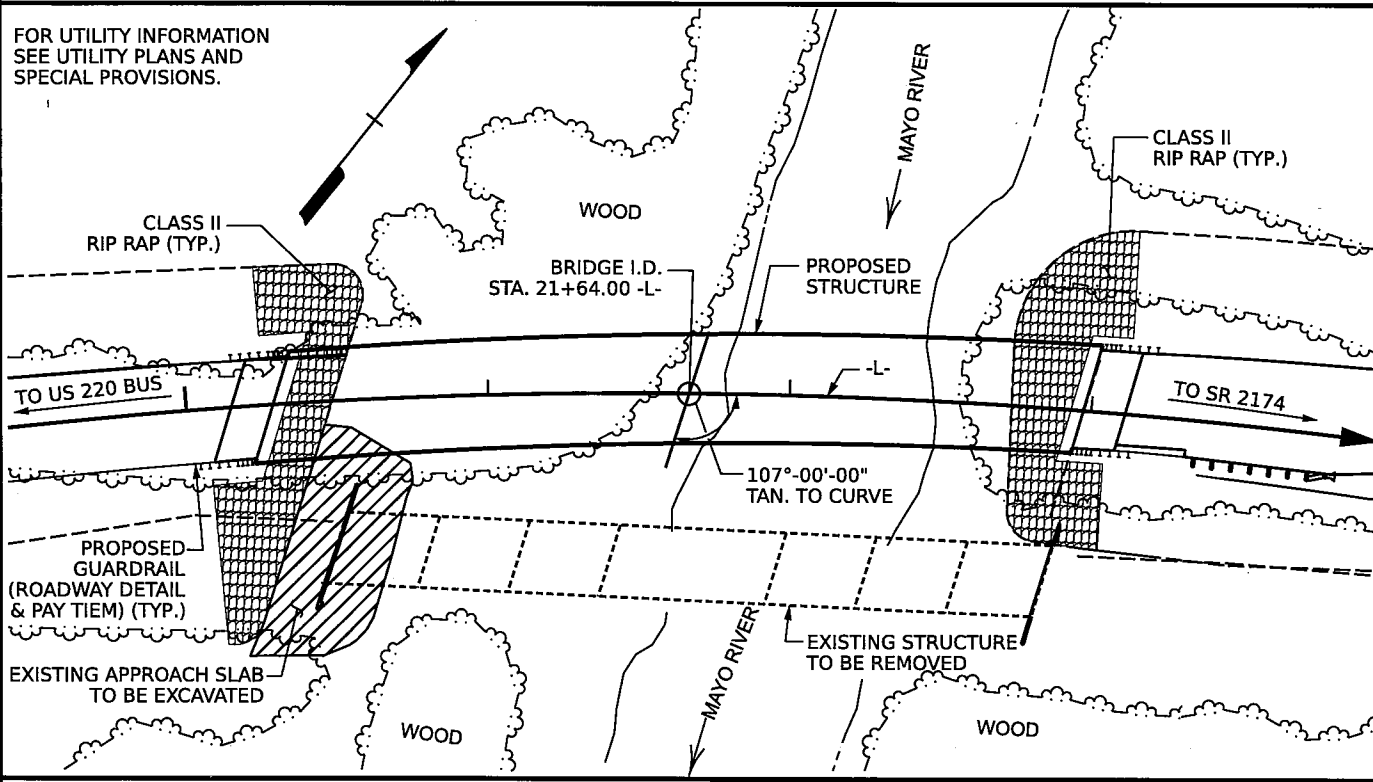 FOR UTILITY INFORMATION
SEE UTILITY PLANS AND
SPECIAL PROVISIONS.
MAYO RIVER
CLASS II
RIP RAP (TYP.)
CLASS II
RIP RAP (TYP.)
WOOD
BRIDGE I.D.
STA. 21+64.00 -L-
PROPOSED
STRUCTURE
TO US 220 BUS
-L-
TO SR 2174
107°-00'-00"
TAN. TO CURVE
PROPOSED
GUARDRAIL
(ROADWAY DETAIL
& PAY TIEM) (TYP.)
EXISTING APPROACH SLAB
TO BE EXCAVATED
MAYO RIVER
EXISTING STRUCTURE
TO BE REMOVED
WOOD
WOOD